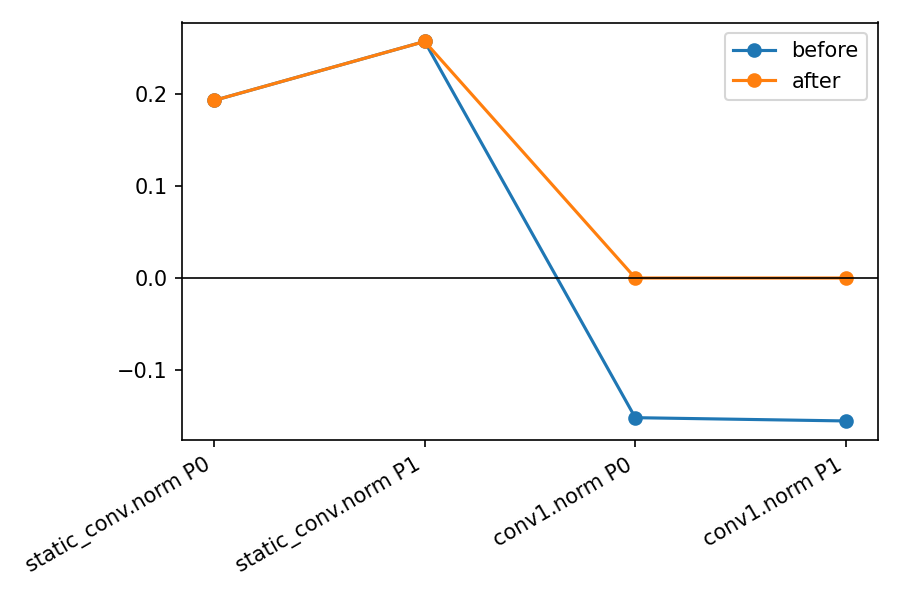 before
after
0.2
0.1
0.0
−0.1
static_conv.norm P0
static_conv.norm P1
conv1.norm P0
conv1.norm P1